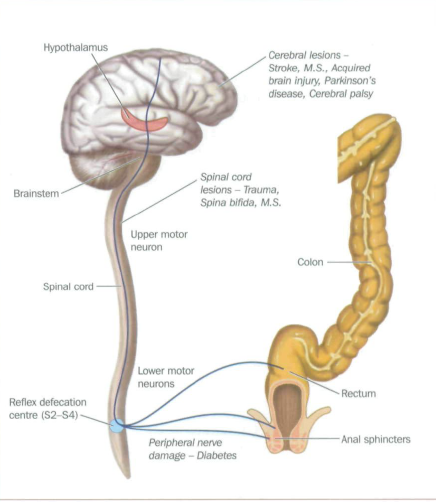 Hypothalamus
Cerebral lesions –
Stroke, M.S., Acquired
brain injury, Parkinson's
disease, Cerebral palsy
Brainstem
Spinal cord
lesions – Trauma,
Spina bifida, M.S.
Upper motor
neuron
Colon
Spinal cord
Lower motor
neurons
Rectum
Reflex defecation
centre (S2–S4)
Anal sphincters
Peripheral nerve
damage – Diabetes